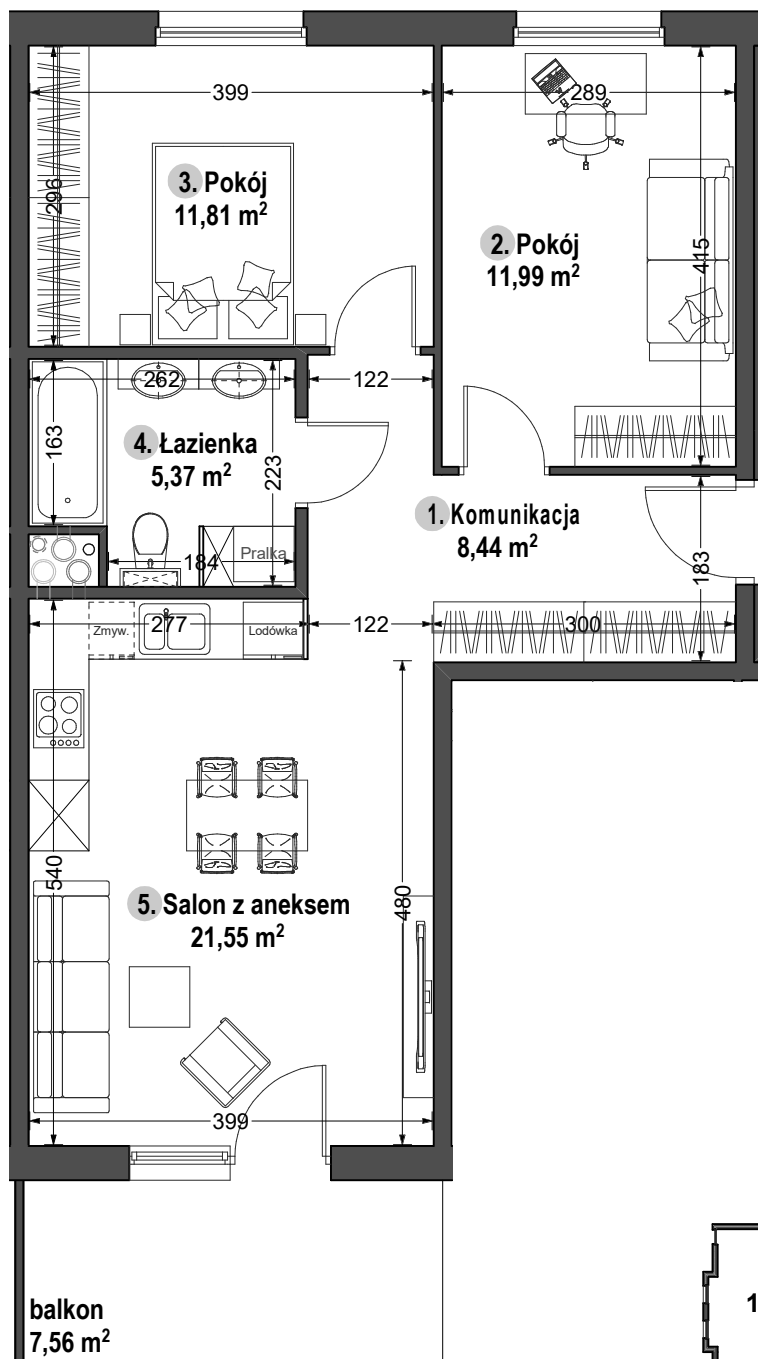 399
289
3. Pokój
11,81 m²
296
2. Pokój
11,99 m²
415
262
122
163
4. Łazienka
5,37 m²
223
1. Komunikacja
8,44 m²
184
Pralka
183
Zmyw.
277
Lodówka
122
300
540
480
5. Salon z aneksem
21,55 m²
399
balkon
7,56 m²
1